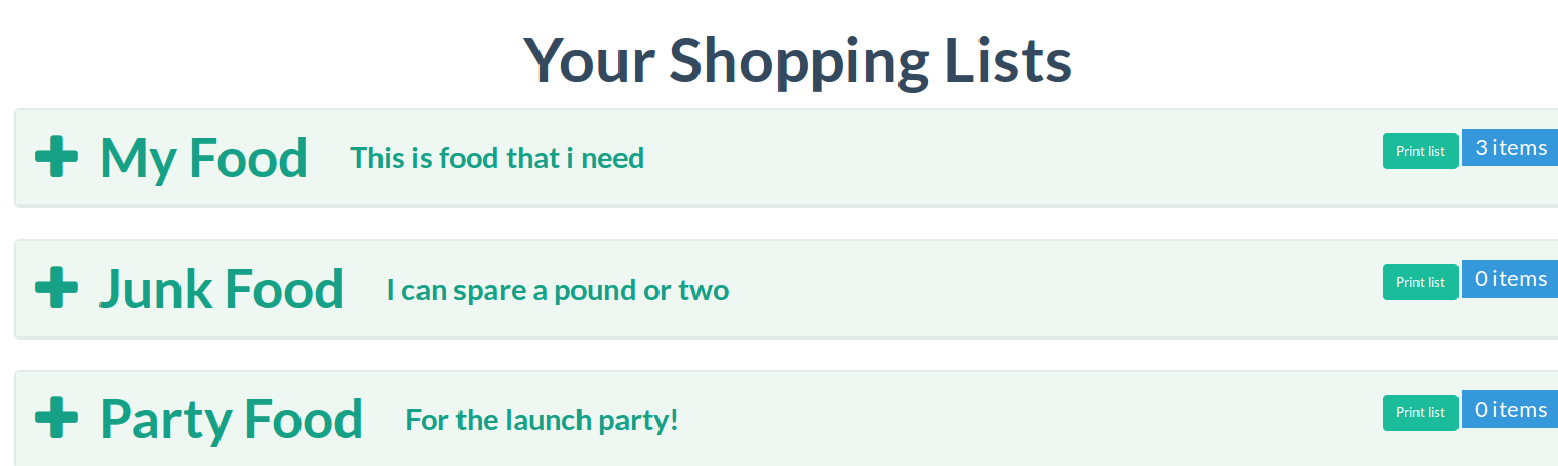 Your Shopping Lists
My Food This is food that i need Print list 3 items
Junk Food I can spare a pound or two Print list 0 items
Party Food For the launch party! Print list 0 items